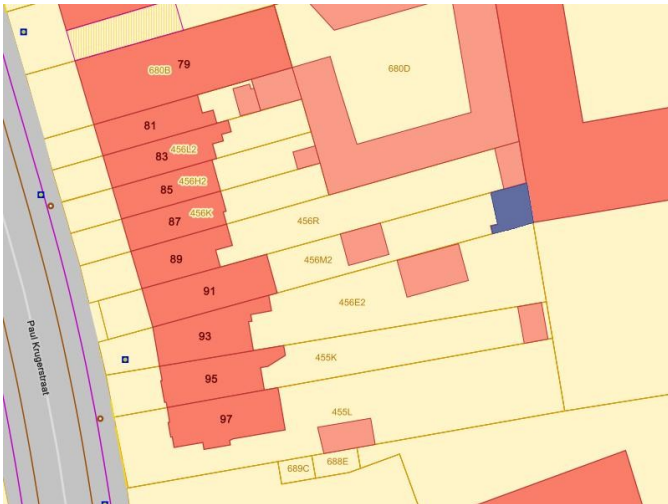 79
680B
680D
81
83
456L2
85
456H2
87
456K
456R
89
456M2
91
456E2
93
Paul Krugerstraat
455K
95
455L
97
688E
689C